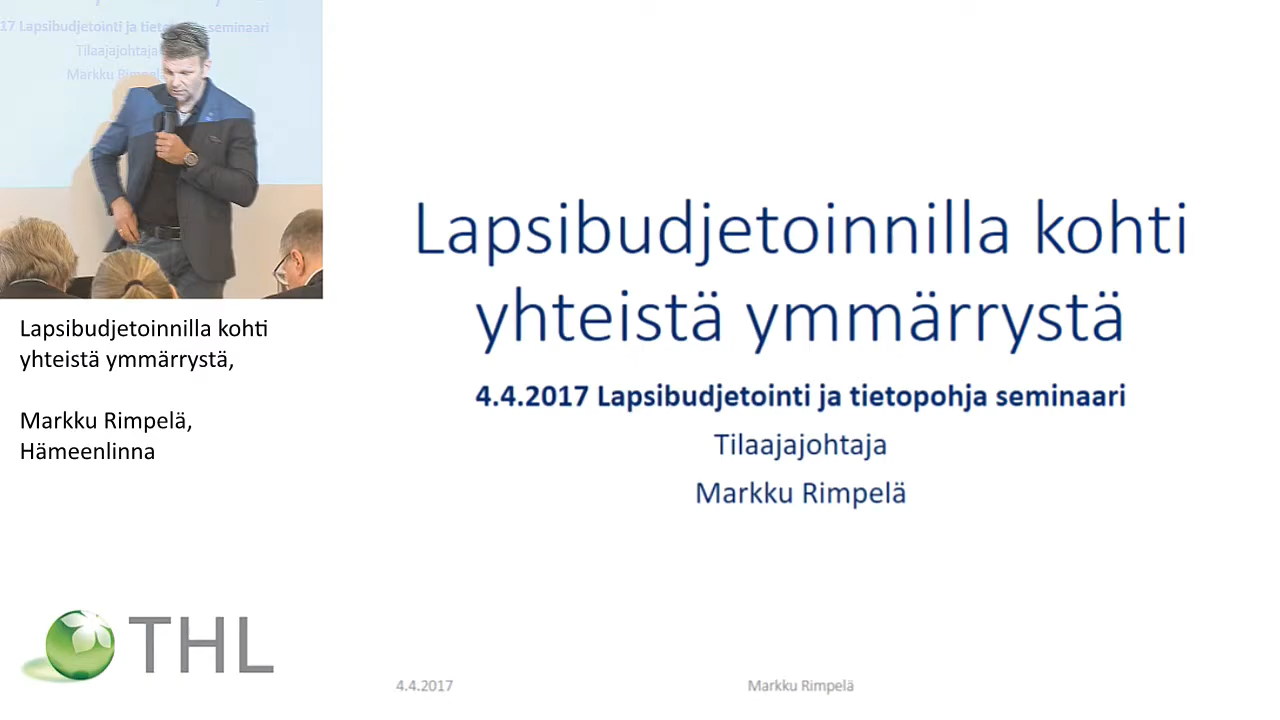 17 Lapsibudjetointi ja tietopohja seminaari
Tilaajajohtaja
Markku Rimpelä
Lapsibudjetoinnilla kohti
yhteistä ymmärrystä,
Markku Rimpelä,
Hämeenlinna
THL
Lapsibudjetoinnilla kohti
yhteistä ymmärrystä
4.4.2017 Lapsibudjetointi ja tietopohja seminaari
Tilaajajohtaja
Markku Rimpelä
4.4.2017
Markku Rimpelä